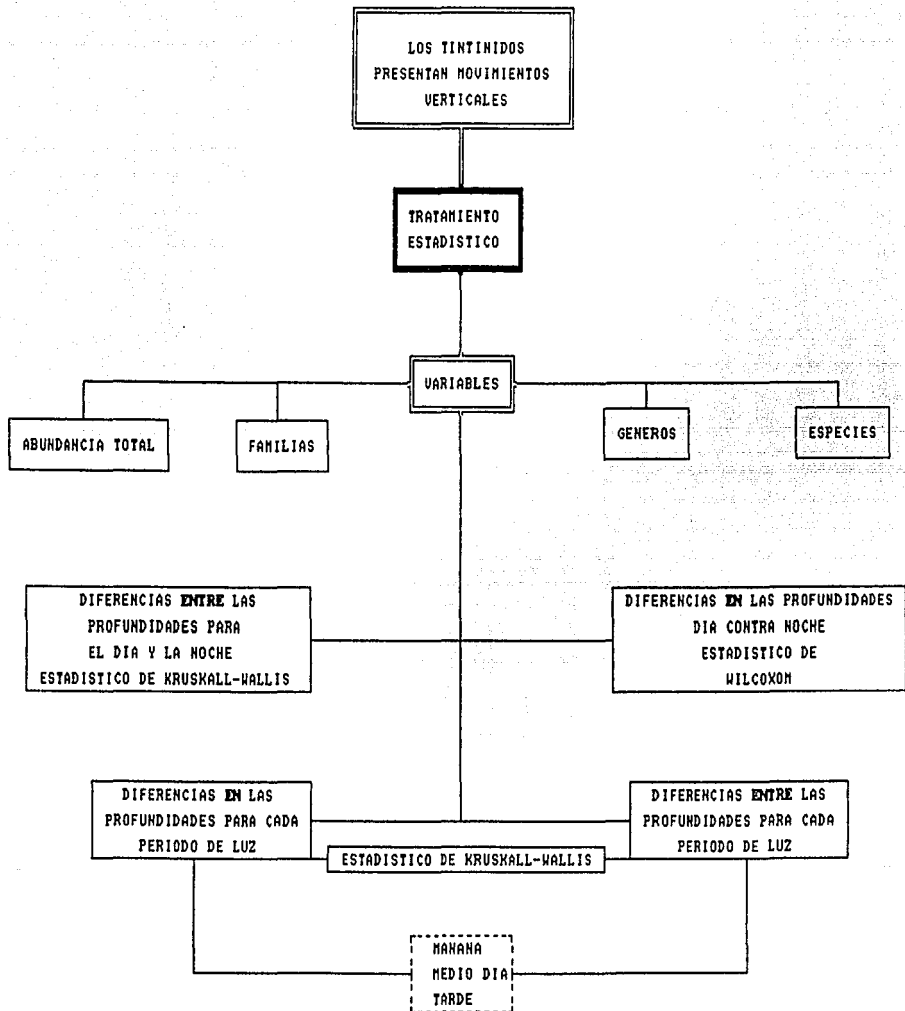 LOS TINTINIDOS
PRESENTAN MOVIMIENTOS
VERTICALES
TRATAMIENTO
ESTADISTICO
VARIABLES
ABUNDANCIA TOTAL
FAMILIAS
GENEROS
ESPECIES
DIFERENCIAS ENTRE LAS
PROFUNDIDADES PARA
EL DIA Y LA NOCHE
ESTADISTICO DE KRUSKALL-WALLIS
DIFERENCIAS EN LAS PROFUNDIDADES
DIA CONTRA NOCHE
ESTADISTICO DE
WILCOXOM
DIFERENCIAS EN LAS
PROFUNDIDADES PARA CADA
PERIODO DE LUZ
DIFERENCIAS ENTRE LAS
PROFUNDIDADES PARA CADA
PERIODO DE LUZ
ESTADISTICO DE KRUSKALL-WALLIS
MANANA
MEDIO DIA
TARDE